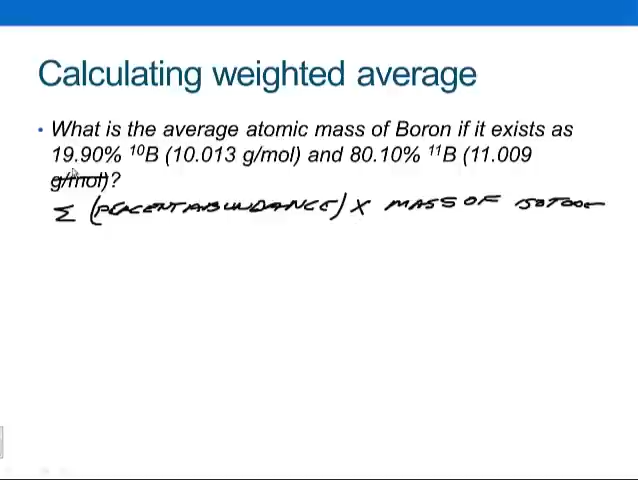 Calculating weighted average
• What is the average atomic mass of Boron if it exists as
19.90% ¹⁰B (10.013 g/mol) and 80.10% ¹¹B (11.009
g/mol)?
Σ (PERCENT ABUNDANCE) X MASS OF ISOTOPE